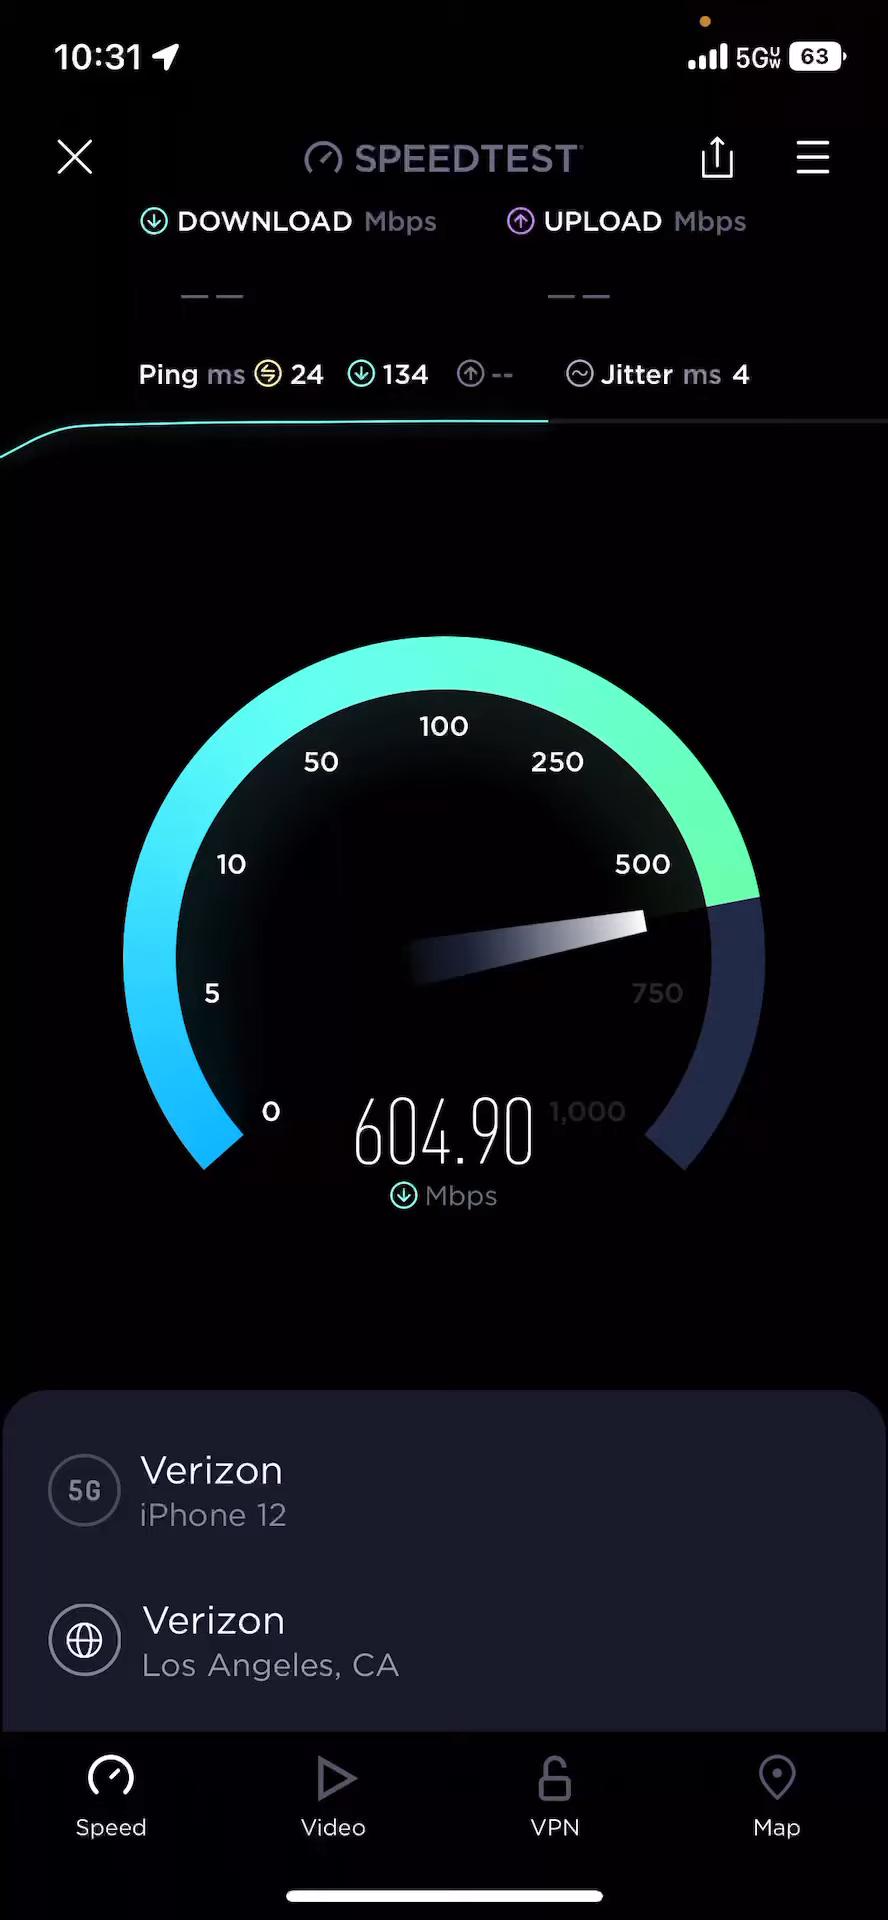 10:31 5G UW 63
SPEEDTEST
DOWNLOAD Mbps UPLOAD Mbps
— — — —
Ping ms 24 134 -- Jitter ms 4
100
50 250
10 500
5 750
0 604.90 1,000
Mbps
5G Verizon
iPhone 12
Verizon
Los Angeles, CA
Speed Video VPN Map